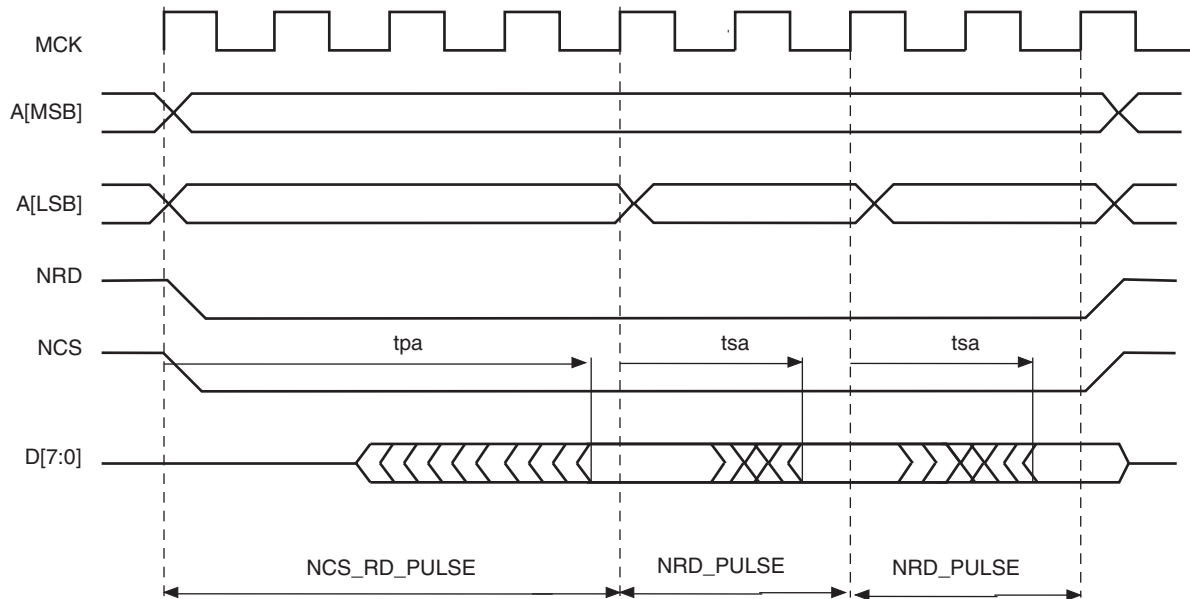 MCK
A[MSB]
A[LSB]
NRD
NCS
tpa tsa tsa
D[7:0]
NCS_RD_PULSE NRD_PULSE NRD_PULSE